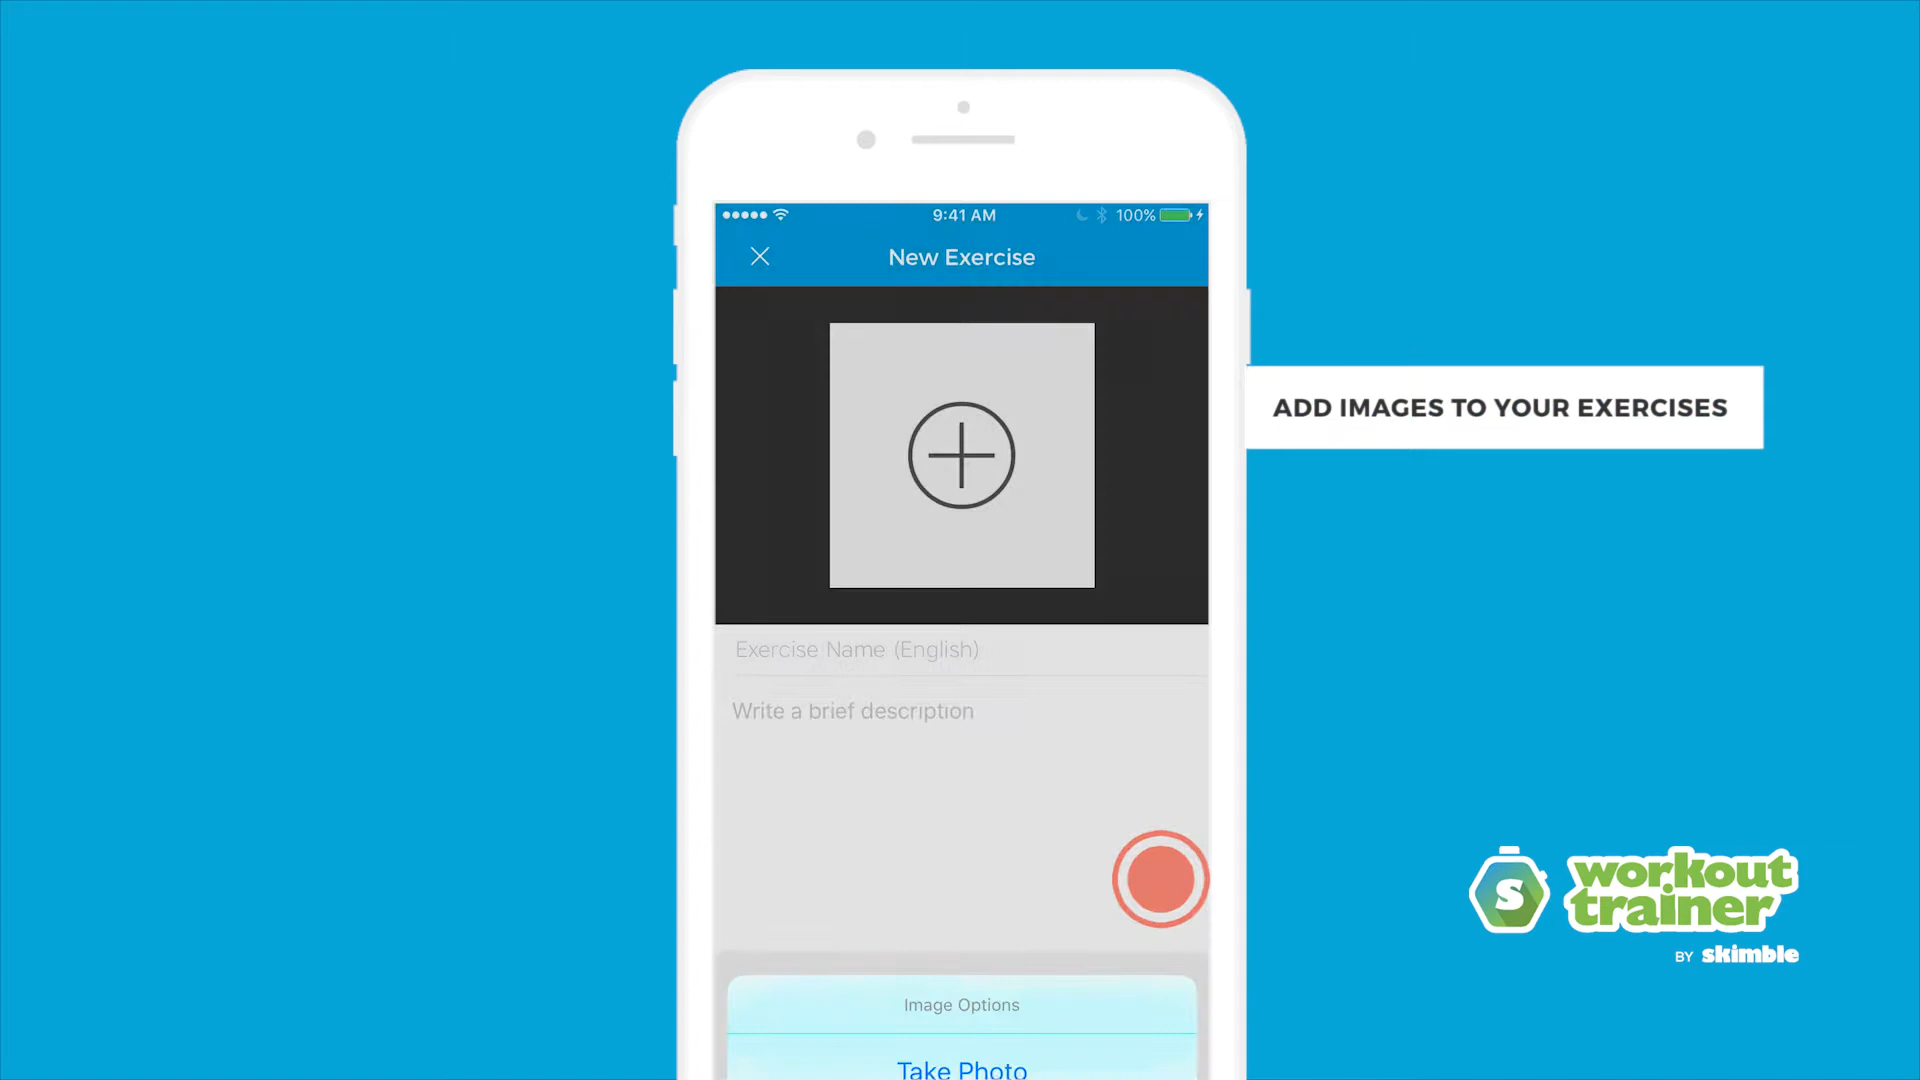 9:41 AM
100%
New Exercise
ADD IMAGES TO YOUR EXERCISES
Exercise Name (English)
Write a brief description
s
workout
trainer
BY skimble
Image Options
Take Photo